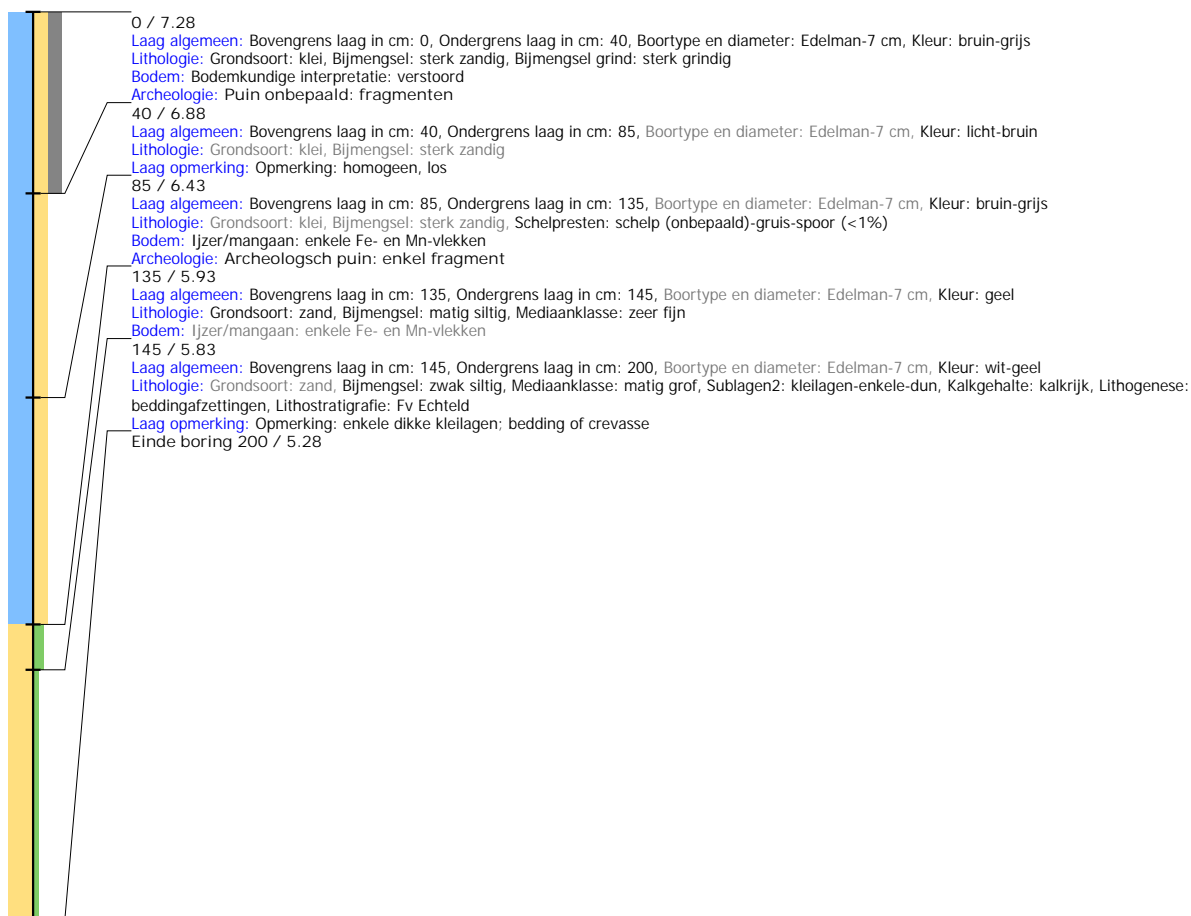 0 / 7.28
Laag algemeen: Bovengrens laag in cm: 0, Ondergrens laag in cm: 40, Boortype en diameter: Edelman-7 cm, Kleur: bruin-grijs
Lithologie: Grondsoort: klei, Bijmengsel: sterk zandig, Bijmengsel grind: sterk grindig
Bodem: Bodemkundige interpretatie: verstoord
Archeologie: Puin onbepaald: fragmenten
40 / 6.88
Laag algemeen: Bovengrens laag in cm: 40, Ondergrens laag in cm: 85, Boortype en diameter: Edelman-7 cm, Kleur: licht-bruin
Lithologie: Grondsoort: klei, Bijmengsel: sterk zandig
Laag opmerking: Opmerking: homogeen, los
85 / 6.43
Laag algemeen: Bovengrens laag in cm: 85, Ondergrens laag in cm: 135, Boortype en diameter: Edelman-7 cm, Kleur: bruin-grijs
Lithologie: Grondsoort: klei, Bijmengsel: sterk zandig, Schelpresten: schelp (onbepaald)-gruis-spoor (<1%)
Bodem: Ijzer/mangaan: enkele Fe- en Mn-vlekken
Archeologie: Archeologsch puin: enkel fragment
135 / 5.93
Laag algemeen: Bovengrens laag in cm: 135, Ondergrens laag in cm: 145, Boortype en diameter: Edelman-7 cm, Kleur: geel
Lithologie: Grondsoort: zand, Bijmengsel: matig siltig, Mediaanklasse: zeer fijn
Bodem: Ijzer/mangaan: enkele Fe- en Mn-vlekken
145 / 5.83
Laag algemeen: Bovengrens laag in cm: 145, Ondergrens laag in cm: 200, Boortype en diameter: Edelman-7 cm, Kleur: wit-geel
Lithologie: Grondsoort: zand, Bijmengsel: zwak siltig, Mediaanklasse: matig grof, Sublagen2: kleilagen-enkele-dun, Kalkgehalte: kalkrijk, Lithogenese:
beddingafzettingen, Lithostratigrafie: Fv Echteld
Laag opmerking: Opmerking: enkele dikke kleilagen; bedding of crevasse
Einde boring 200 / 5.28